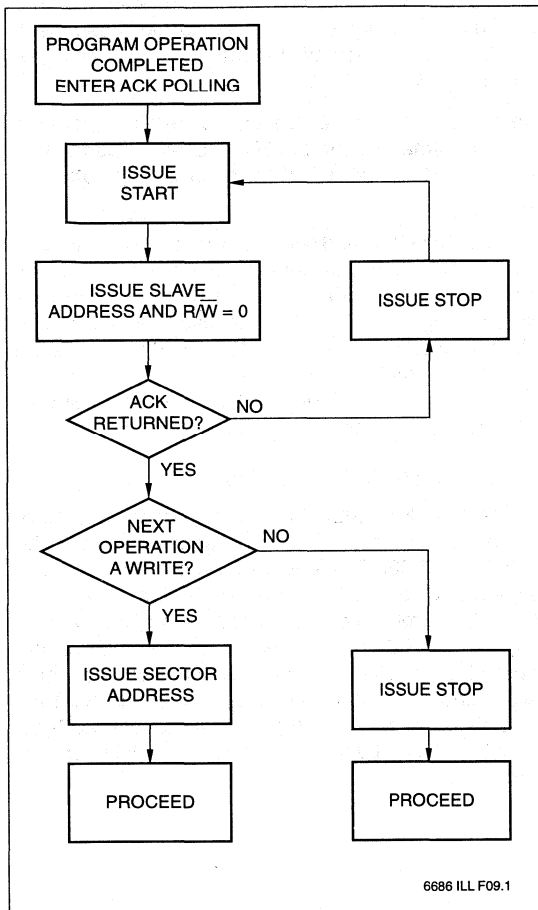 PROGRAM OPERATION
COMPLETED
ENTER ACK POLLING
ISSUE
START
ISSUE SLAVE
ADDRESS AND R/W̅ = 0
ISSUE STOP
ACK
RETURNED?
NO
YES
NEXT
OPERATION
A WRITE?
NO
YES
ISSUE SECTOR
ADDRESS
ISSUE STOP
PROCEED
PROCEED
6686 ILL F09.1